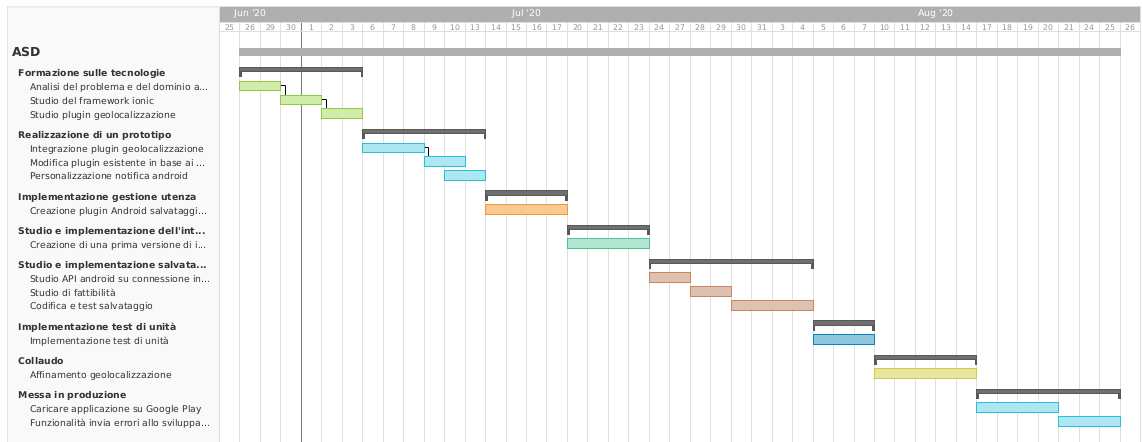 Jun '20 Jul '20 Aug '20
25 26 29 30 1 2 3 6 7 8 9 10 13 14 15 16 17 20 21 22 23 24 27 28 29 30 31 3 4 5 6 7 10 11 12 13 14 17 18 19 20 21 24 25 26
ASD
Formazione sulle tecnologie
Analisi del problema e del dominio a...
Studio del framework ionic
Studio plugin geolocalizzazione
Realizzazione di un prototipo
Integrazione plugin geolocalizzazione
Modifica plugin esistente in base ai ...
Personalizzazione notifica android
Implementazione gestione utenza
Creazione plugin Android salvataggi...
Studio e implementazione dell'int...
Creazione di una prima versione di i...
Studio e implementazione salvata...
Studio API android su connessione in...
Studio di fattibilità
Codifica e test salvataggio
Implementazione test di unità
Implementazione test di unità
Collaudo
Affinamento geolocalizzazione
Messa in produzione
Caricare applicazione su Google Play
Funzionalità invia errori allo sviluppa...